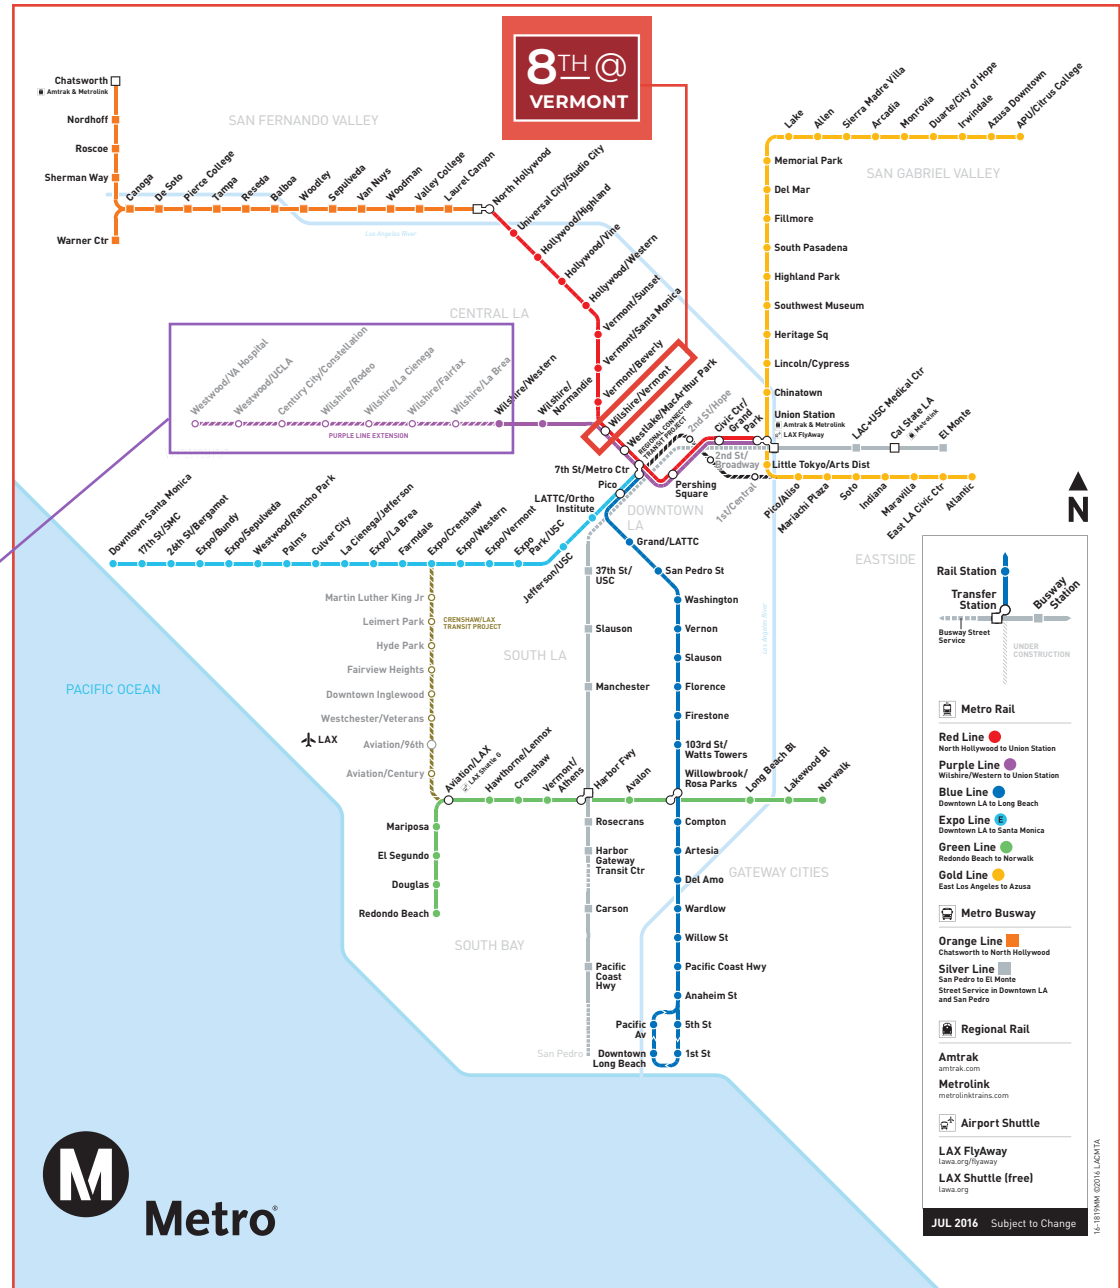 8TH @
VERMONT
Chatsworth
Amtrak & Metrolink
Nordhoff
Roscoe
Sherman Way
Warner Ctr
SAN FERNANDO VALLEY
Canoga
De Soto
Pierce College
Tampa
Reseda
Balboa
Woodley
Sepulveda
Van Nuys
Woodman
Valley College
Laurel Canyon
North Hollywood
Universal City/Studio City
Hollywood/Highland
Hollywood/Vine
Hollywood/Western
Vermont/Sunset
Vermont/Santa Monica
Vermont/Beverly
Wilshire/Vermont
Westlake/MacArthur Park
Los Angeles River
Lake
Allen
Sierra Madre Villa
Arcadia
Monrovia
Duarte/City of Hope
Irwindale
Azusa Downtown
APU/Citrus College
Memorial Park
Del Mar
Fillmore
South Pasadena
Highland Park
Southwest Museum
Heritage Sq
Lincoln/Cypress
Chinatown
Union Station
Amtrak & Metrolink
LAX FlyAway
SAN GABRIEL VALLEY
CENTRAL LA
Westwood/VA Hospital
Westwood/UCLA
Century City/Constellation
Wilshire/Rodeo
Wilshire/La Cienega
Wilshire/Fairfax
Wilshire/La Brea
PURPLE LINE EXTENSION
Wilshire/Western
Wilshire/
Normandie
REGIONAL CONNECTOR
TRANSIT PROJECT
2nd St/Hope
Civic Ctr/
Grand
Park
2nd St/
Broadway
1st/Central
LAC+USC Medical Ctr
Cal State LA
Metrolink
El Monte
Little Tokyo/Arts Dist
Pico/Aliso
Mariachi Plaza
Soto
Indiana
Maravilla
East LA Civic Ctr
Atlantic
7th St/Metro Ctr
Pico
Pershing
Square
LATTC/Ortho
Institute
DOWNTOWN
LA
Downtown Santa Monica
17th St/SMC
26th St/Bergamot
Expo/Bundy
Expo/Sepulveda
Westwood/Rancho Park
Palms
Culver City
La Cienega/Jefferson
Expo/La Brea
Farmdale
Expo/Crenshaw
Expo/Western
Expo/Vermont
Expo
Park/USC
Jefferson/USC
Grand/LATTC
San Pedro St
Washington
Vernon
Slauson
Florence
Firestone
103rd St/
Watts Towers
Willowbrook/
Rosa Parks
Compton
Artesia
Del Amo
Wardlow
Willow St
Pacific Coast Hwy
Anaheim St
5th St
1st St
Pacific
Av
Downtown
Long Beach
37th St/
USC
Slauson
Manchester
Harbor Fwy
Rosecrans
Harbor
Gateway
Transit Ctr
Carson
Pacific
Coast
Hwy
San Pedro
Martin Luther King Jr
Leimert Park
Hyde Park
Fairview Heights
Downtown Inglewood
Westchester/Veterans
Aviation/96th
Aviation/Century
CRENSHAW/LAX
TRANSIT PROJECT
LAX
Aviation/LAX
LAX Shuttle G
Hawthorne/Lennox
Crenshaw
Vermont/
Athens
Avalon
Long Beach Bl
Lakewood Bl
Norwalk
Mariposa
El Segundo
Douglas
Redondo Beach
SOUTH LA
SOUTH BAY
GATEWAY CITIES
EASTSIDE
Los Angeles River
PACIFIC OCEAN
N
Rail Station
Transfer
Station
Busway
Station
Busway Street
Service
UNDER
CONSTRUCTION
Metro Rail
Red Line
North Hollywood to Union Station
Purple Line
Wilshire/Western to Union Station
Blue Line
Downtown LA to Long Beach
Expo Line E
Downtown LA to Santa Monica
Green Line
Redondo Beach to Norwalk
Gold Line
East Los Angeles to Azusa
Metro Busway
Orange Line
Chatsworth to North Hollywood
Silver Line
San Pedro to El Monte
Street Service in Downtown LA
and San Pedro
Regional Rail
Amtrak
amtrak.com
Metrolink
metrolinktrains.com
Airport Shuttle
LAX FlyAway
lawa.org/flyaway
LAX Shuttle (free)
lawa.org
JUL 2016 Subject to Change
16-1819MM ©2016 LACMTA
M
Metro